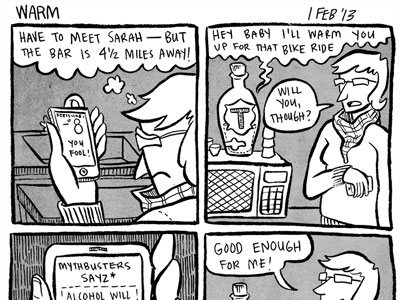 WARM
1 FEB '13
HAVE TO MEET SARAH — BUT
THE BAR IS 4½ MILES AWAY!
-8
YOU
FOOL!
HEY BABY I'LL WARM YOU
UP FOR THAT BIKE RIDE
WILL
YOU,
THOUGH?
T
MYTHBUSTERS
SAYZ*
ALCOHOL WILL
GOOD ENOUGH
FOR ME!